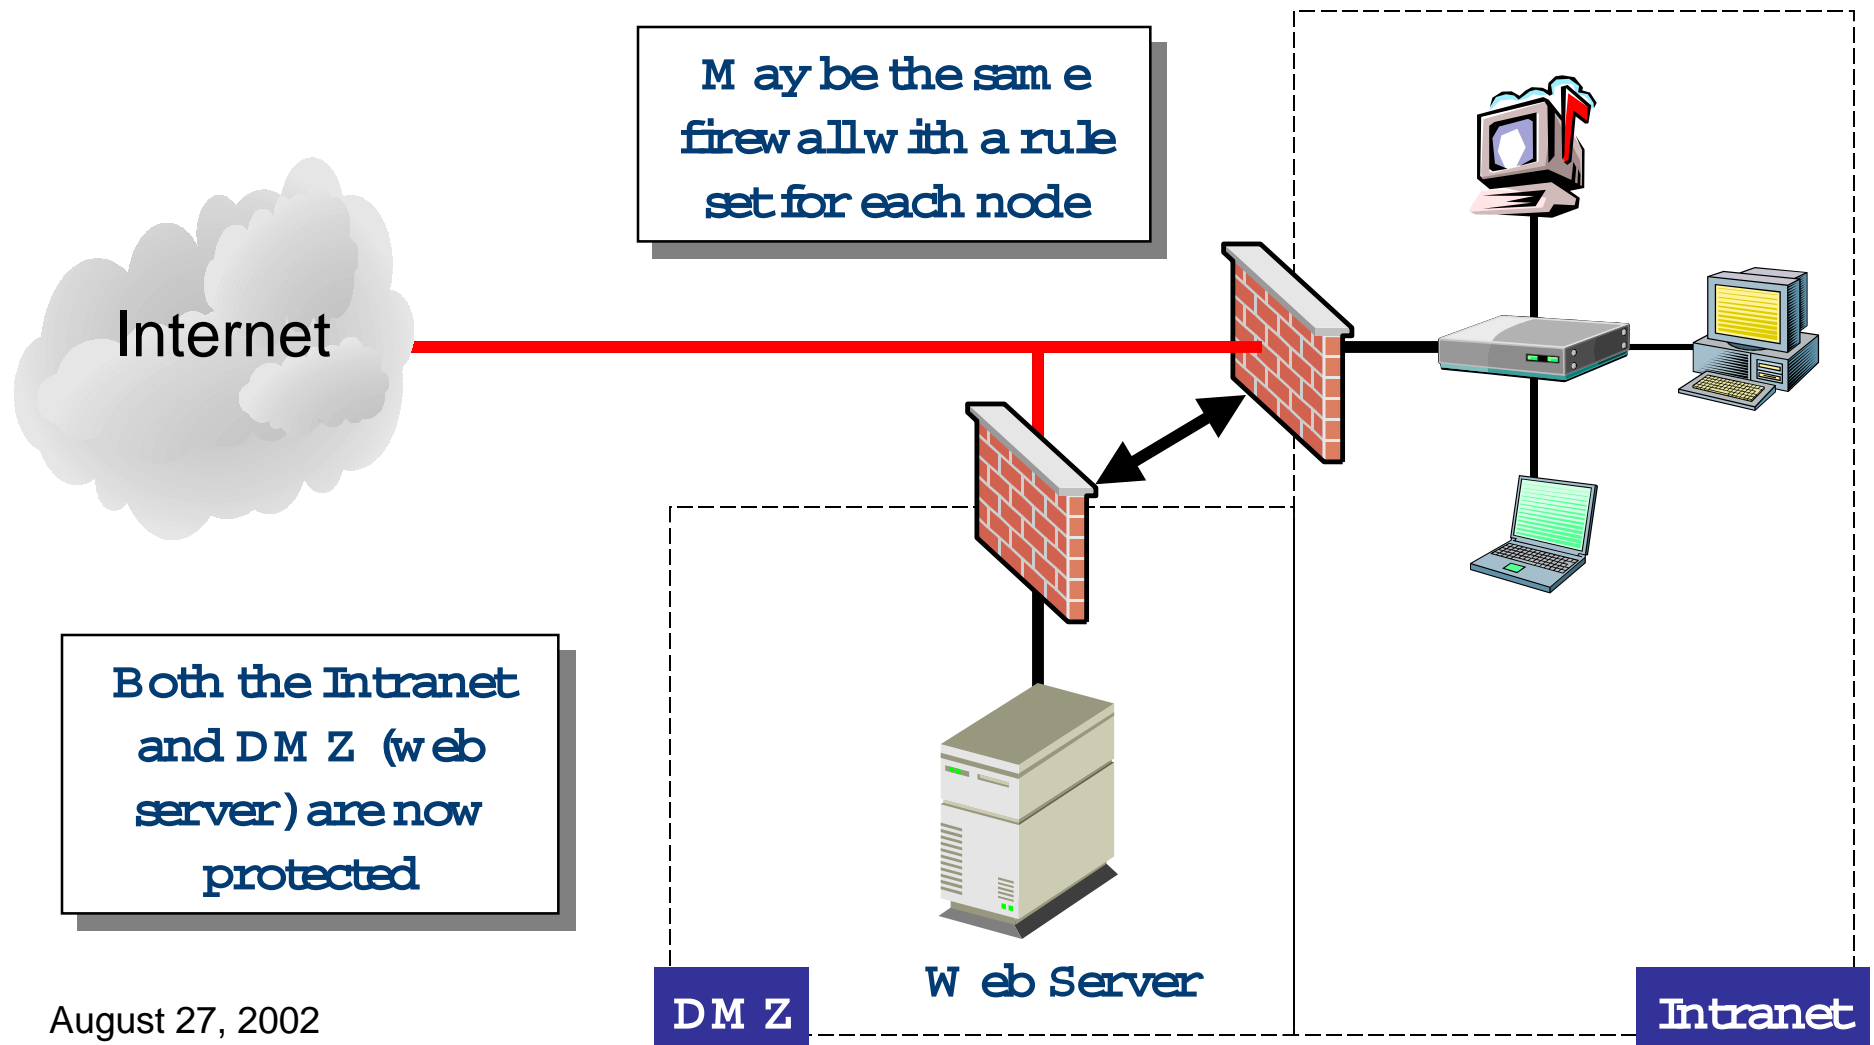 May be the same
firewall with a rule
set for each node
Internet
Both the Intranet
and DMZ (web
server) are now
protected
Web Server
DMZ
Intranet
August 27, 2002